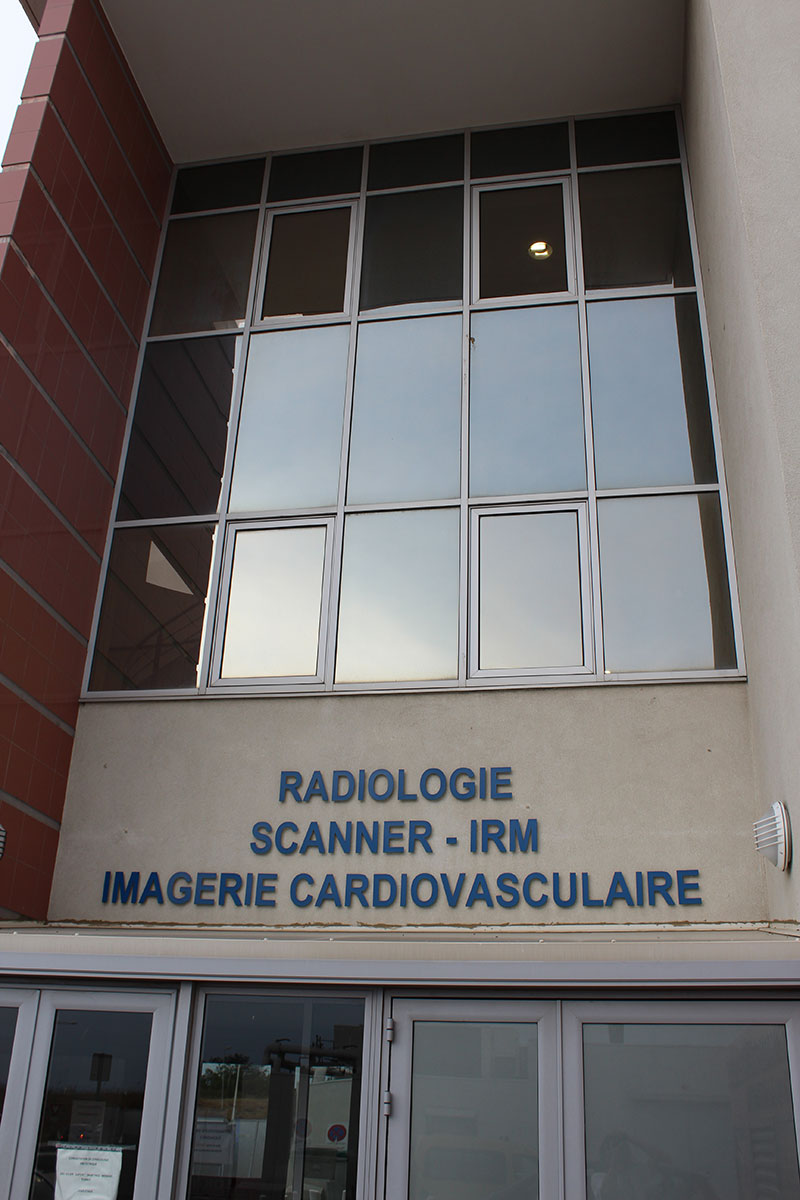 RADIOLOGIE
SCANNER - IRM
IMAGERIE CARDIOVASCULAIRE